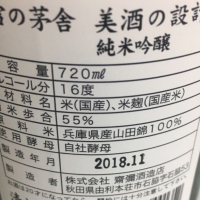 の茅舎 美酒の設計
純米吟醸
容量 720ml
アルコール分 16度
原材料名 米(国産)、米麹(国産米)
精米歩合 55%
原料米 兵庫県産山田錦100%
使用酵母 自社酵母
製造年月 2018.11
製造者 株式会社 齋彌酒造店
秋田県由利本荘市石脇字石脇53